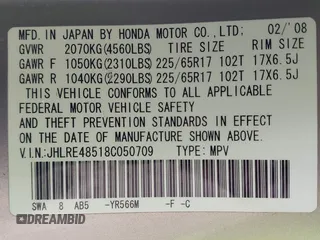 MFD. IN JAPAN BY HONDA MOTOR CO.,LTD: 02/'08
GVWR 2070KG(4560LBS) TIRE SIZE RIM SIZE
GAWR F 1050KG(2310LBS) 225/65R17 102T 17X6.5J
GAWR R 1040KG(2290LBS) 225/65R17 102T 17X6.5J
THIS VEHICLE CONFORMS TO ALL APPLICABLE
FEDERAL MOTOR VEHICLE SAFETY
AND THEFT PREVENTION STANDARDS IN EFFECT ON
THE DATE OF MANUFACTURE SHOWN ABOVE.
V.I.N:JHLRE48518C050709 TYPE: MPV
SWA 8 AB5 -YR566M -F -C
DREAMBID